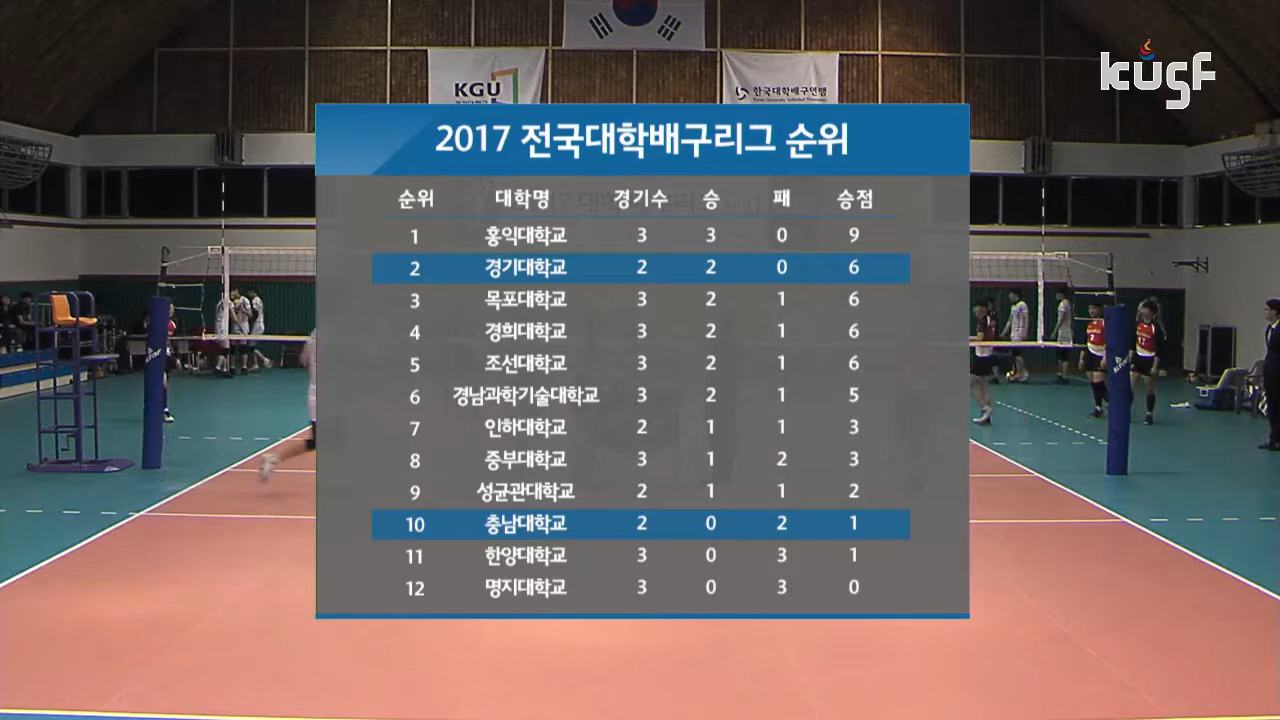 KGU
경기대학교
한국대학배구연맹
kusf
2017 전국대학배구리그 순위
순위 대학명 경기수 승 패 승점
1 홍익대학교 3 3 0 9
2 경기대학교 2 2 0 6
3 목포대학교 3 2 1 6
4 경희대학교 3 2 1 6
5 조선대학교 3 2 1 6
6 경남과학기술대학교 3 2 1 5
7 인하대학교 2 1 1 3
8 중부대학교 3 1 2 3
9 성균관대학교 2 1 1 2
10 충남대학교 2 0 2 1
11 한양대학교 3 0 3 1
12 명지대학교 3 0 3 0